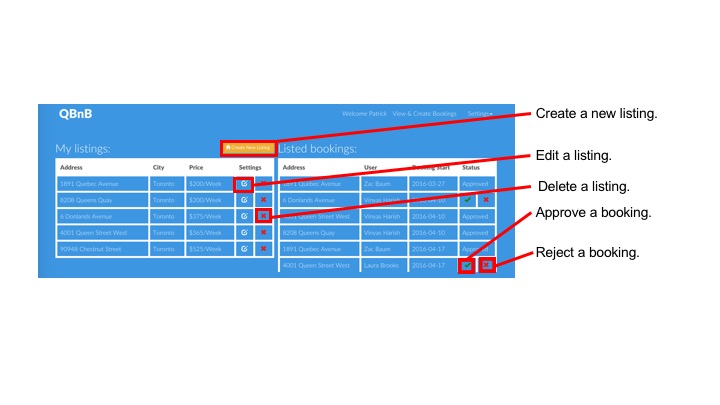 QBnB
Welcome Patrick View & Create Bookings Settings
My listings:
Create New Listing
Listed bookings:
Address City Price Settings
1891 Quebec Avenue Toronto $200/Week
8208 Queens Quay Toronto $200/Week
6 Donlands Avenue Toronto $375/Week
4001 Queen Street West Toronto $365/Week
90948 Chestnut Street Toronto $525/Week
Address User Booking Start Status
1891 Quebec Avenue Zac Baum 2016-03-27 Approved
6 Donlands Avenue Vinyas Harish
4001 Queen Street West Vinyas Harish 2016-04-10 Approved
8208 Queens Quay Vinyas Harish 2016-04-10 Approved
1891 Quebec Avenue Zac Baum 2016-04-17 Approved
4001 Queen Street West Laura Brooks 2016-04-17
Create a new listing.
Edit a listing.
Delete a listing.
Approve a booking.
Reject a booking.